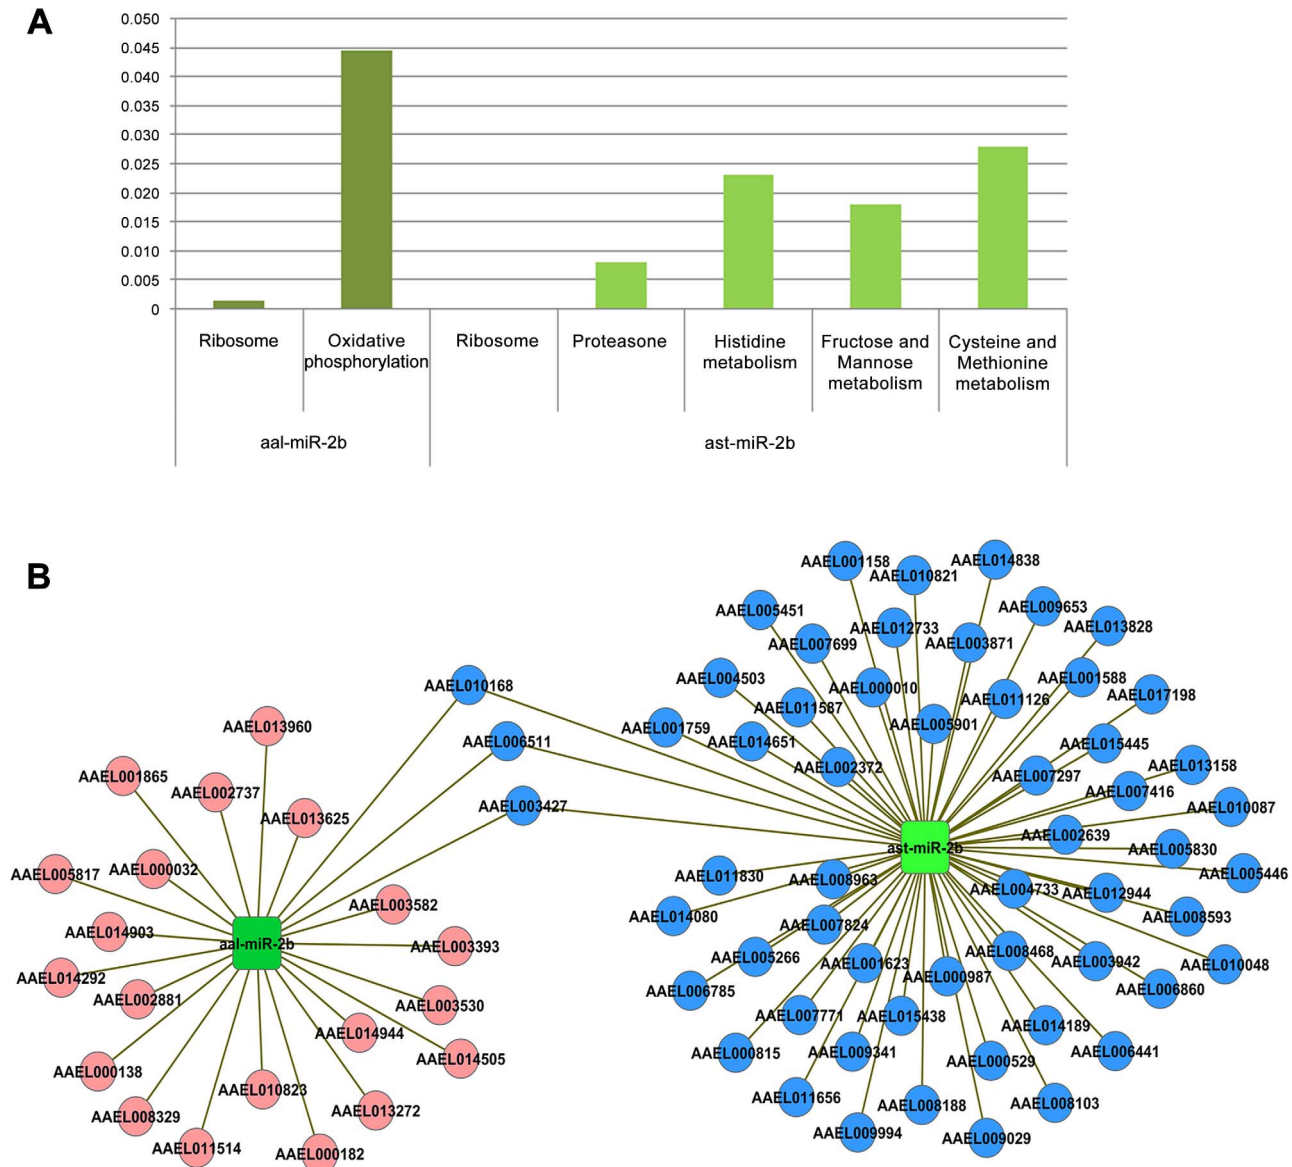 A
0.050
0.045
0.040
0.035
0.030
0.025
0.020
0.015
0.010
0.005
0
Ribosome
Oxidative
phosphorylation
Ribosome
Proteasone
Histidine
metabolism
Fructose and
Mannose
metabolism
Cysteine and
Methionine
metabolism
aal-miR-2b
ast-miR-2b
B
AAEL010168
AAEL006511
AAEL003427
AAEL013960
AAEL001865
AAEL002737
AAEL013625
AAEL005817
AAEL000032
AAEL003582
AAEL014903
aal-miR-2b
AAEL003393
AAEL014292
AAEL002881
AAEL003530
AAEL014944
AAEL014505
AAEL000138
AAEL010823
AAEL008329
AAEL013272
AAEL011514
AAEL000182
AAEL001158
AAEL010821
AAEL014838
AAEL005451
AAEL009653
AAEL012733
AAEL013828
AAEL007699
AAEL003871
AAEL004503
AAEL000010
AAEL001588
AAEL011126
AAEL017198
AAEL011587
AAEL001759
AAEL005901
AAEL014651
AAEL015445
AAEL002372
AAEL007297
AAEL013158
AAEL007416
AAEL010087
AAEL002639
ast-miR-2b
AAEL005830
AAEL005446
AAEL011830
AAEL008963
AAEL004733
AAEL012944
AAEL014080
AAEL008593
AAEL007824
AAEL005266
AAEL001623
AAEL008468
AAEL003942
AAEL010048
AAEL000987
AAEL006785
AAEL006860
AAEL007771
AAEL015438
AAEL014189
AAEL000815
AAEL009341
AAEL000529
AAEL006441
AAEL011656
AAEL008188
AAEL008103
AAEL009994
AAEL009029